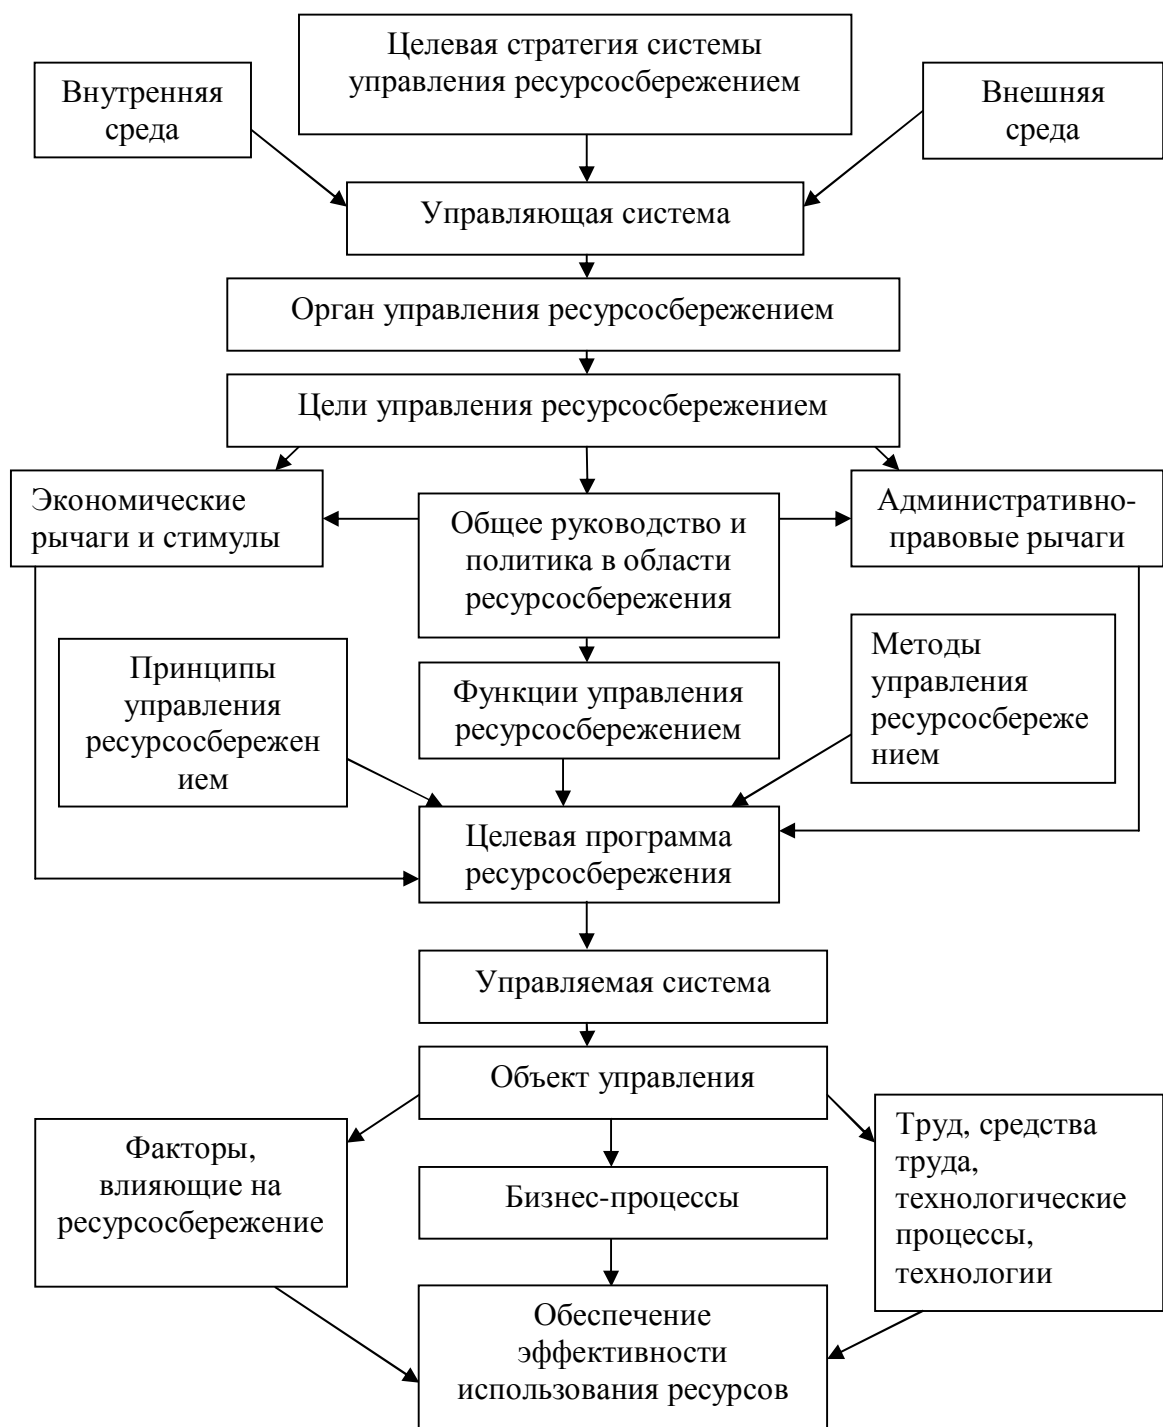 Целевая стратегия системы
управления ресурсосбережением
Внутренняя
среда
Внешняя
среда
Управляющая система
Орган управления ресурсосбережением
Цели управления ресурсосбережением
Экономические
рычаги и стимулы
Общее руководство и
политика в области
ресурсосбережения
Административно-
правовые рычаги
Принципы
управления
ресурсосбережен
ием
Функции управления
ресурсосбережением
Методы
управления
ресурсосбереже
нием
Целевая программа
ресурсосбережения
Управляемая система
Объект управления
Факторы,
влияющие на
ресурсосбережение
Бизнес-процессы
Труд, средства
труда,
технологические
процессы,
технологии
Обеспечение
эффективности
использования ресурсов